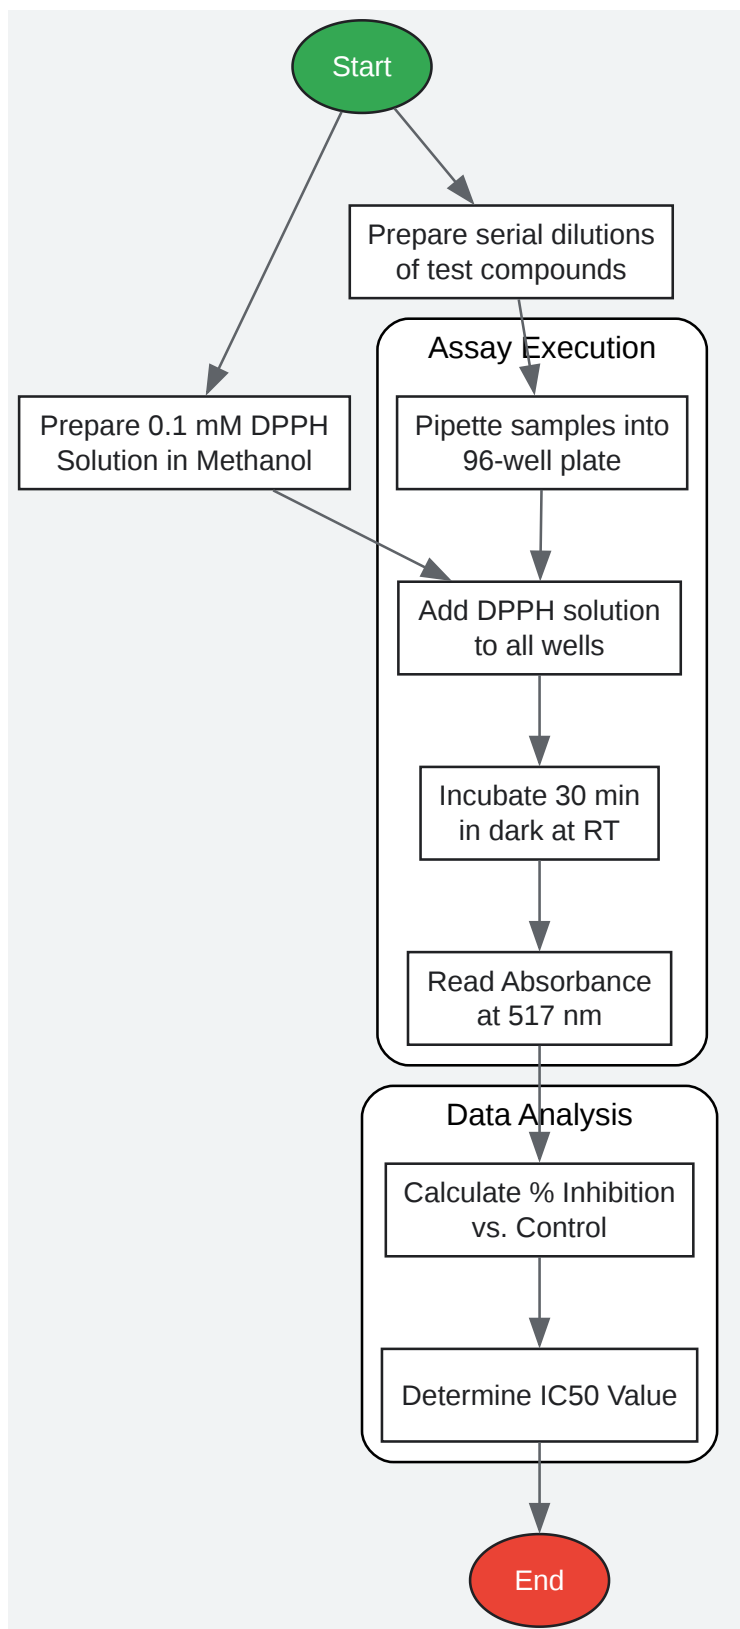 Start
Prepare serial dilutions
of test compounds
Assay Execution
Prepare 0.1 mM DPPH
Solution in Methanol
Pipette samples into
96-well plate
Add DPPH solution
to all wells
Incubate 30 min
in dark at RT
Read Absorbance
at 517 nm
Data Analysis
Calculate % Inhibition
vs. Control
Determine IC50 Value
End